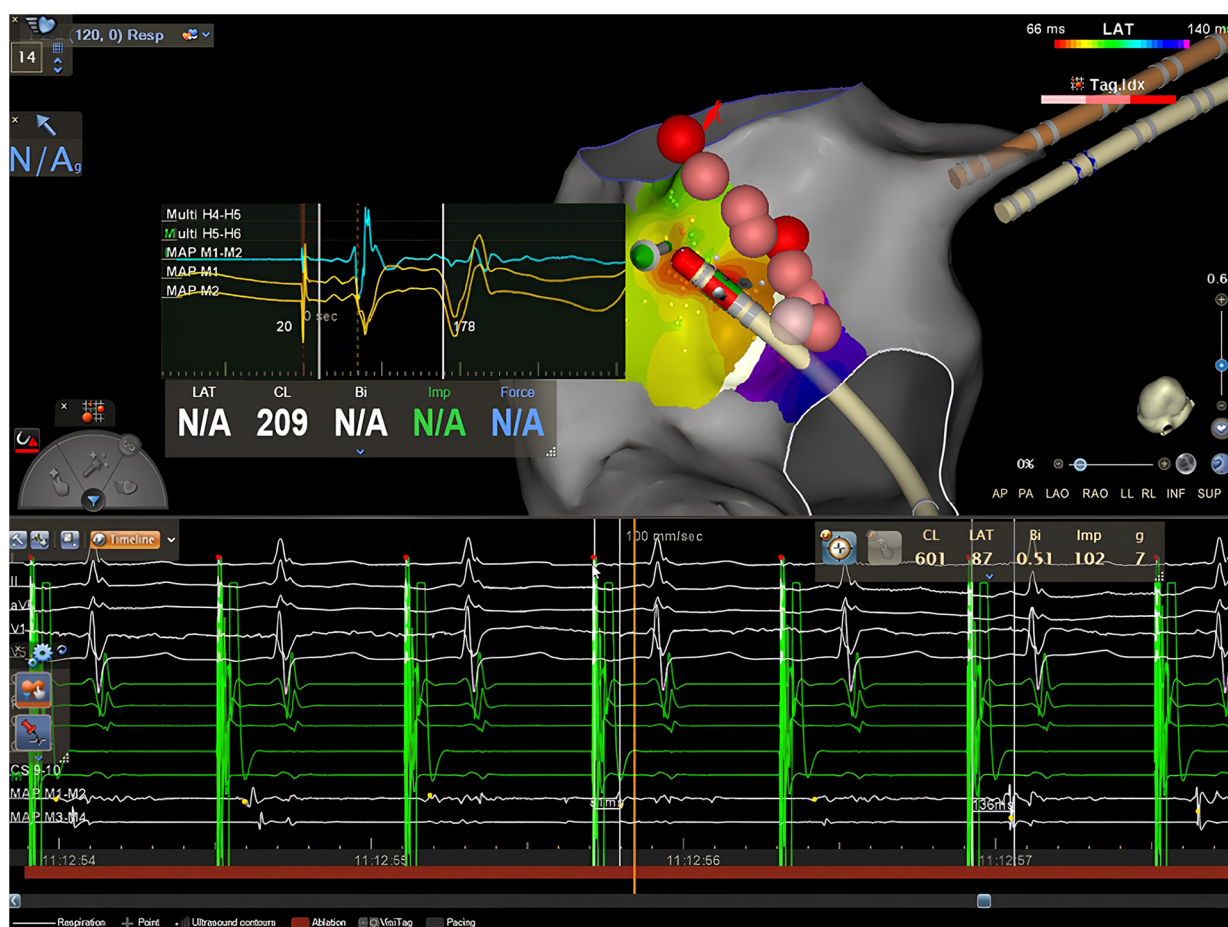 (120, 0) Resp
14
N/A g
66 ms LAT 140 ms
Tag.Idx
Multi H4-H5
Multi H5-H6
MAP M1-M2
MAP M1
MAP M2
20
0 sec
178
LAT CL Bi Imp Force
N/A 209 N/A N/A N/A
0.6
0%
AP PA LAO RAO LL RL INF SUP
Timeline
100 mm/sec
CL LAT Bi Imp g
601 87 0.51 102 7
II
V1
CS 9-10
MAP M1-M2
MAP M3-M4
81ms
136ms
11:12:54 11:12:55 11:12:56 11:12:57
Respiration Point Ultrasound contours Ablation VisiTag Pacing